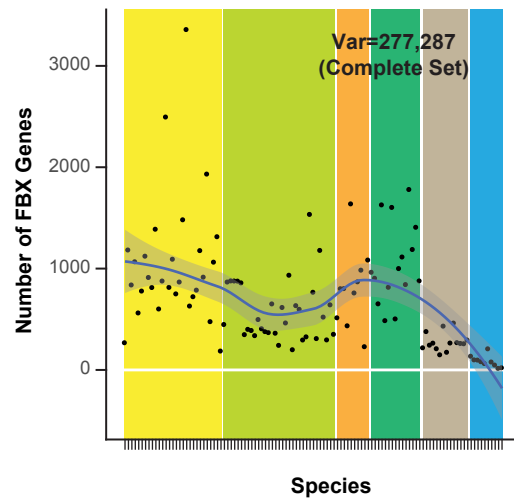 Var=277,287
(Complete Set)
3000
2000
1000
0
Number of FBX Genes
Species